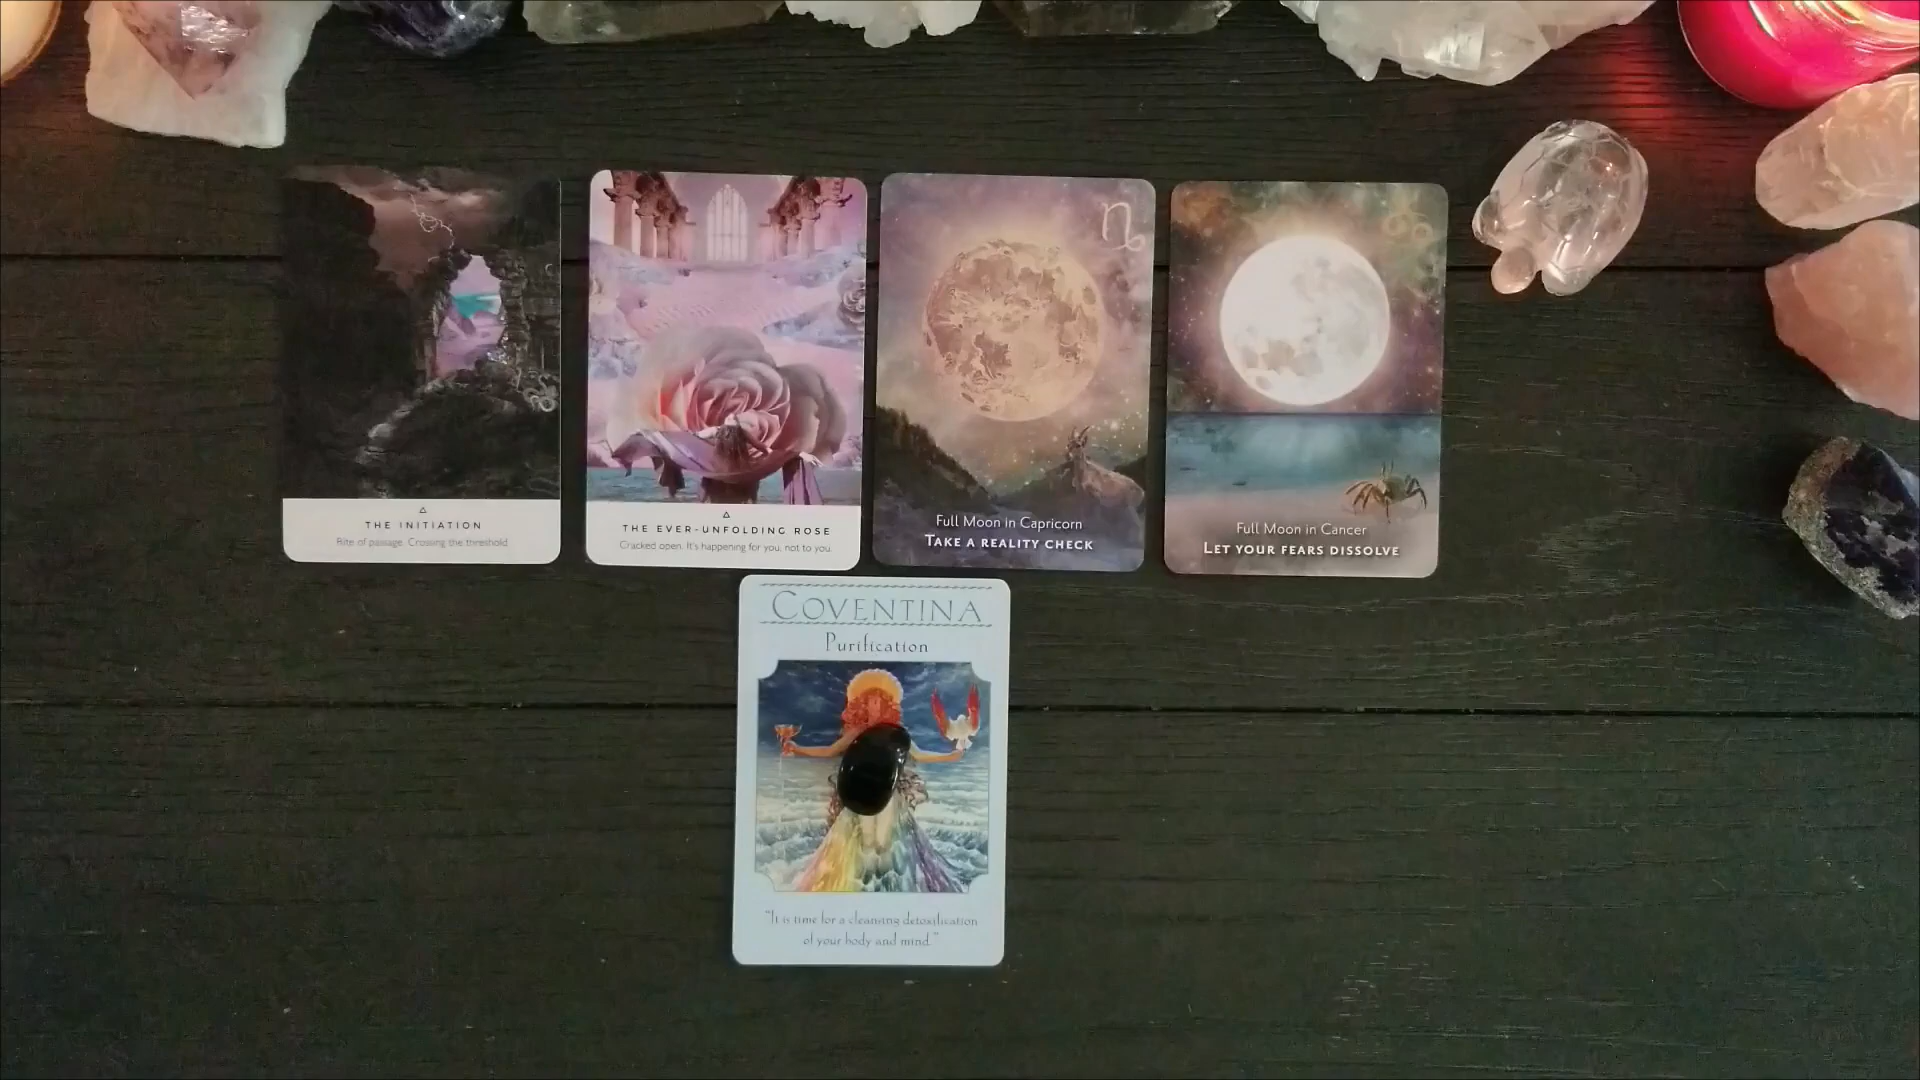 THE INITIATION
Rite of passage. Crossing the threshold.
THE EVER-UNFOLDING ROSE
Cracked open. It's happening for you, not to you.
Full Moon in Capricorn
TAKE A REALITY CHECK
Full Moon in Cancer
LET YOUR FEARS DISSOLVE
COVENTINA
Purification
"It is time for a cleansing detoxification
of your body and mind."